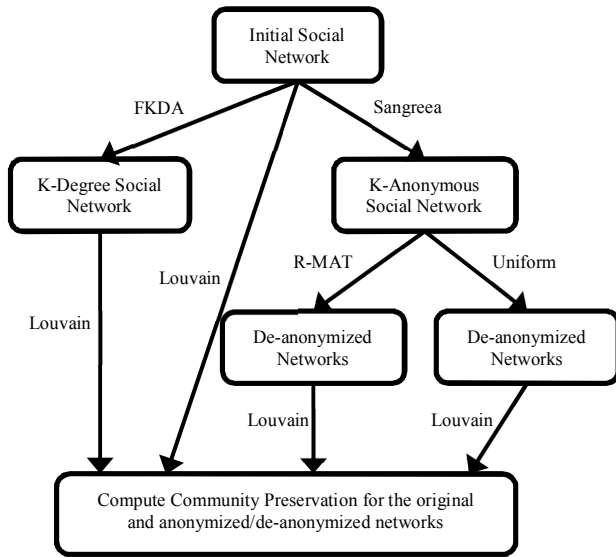 Initial Social
Network
FKDA
Sangreea
K-Degree Social
Network
K-Anonymous
Social Network
R-MAT
Uniform
Louvain
Louvain
De-anonymized
Networks
De-anonymized
Networks
Louvain
Louvain
Compute Community Preservation for the original
and anonymized/de-anonymized networks